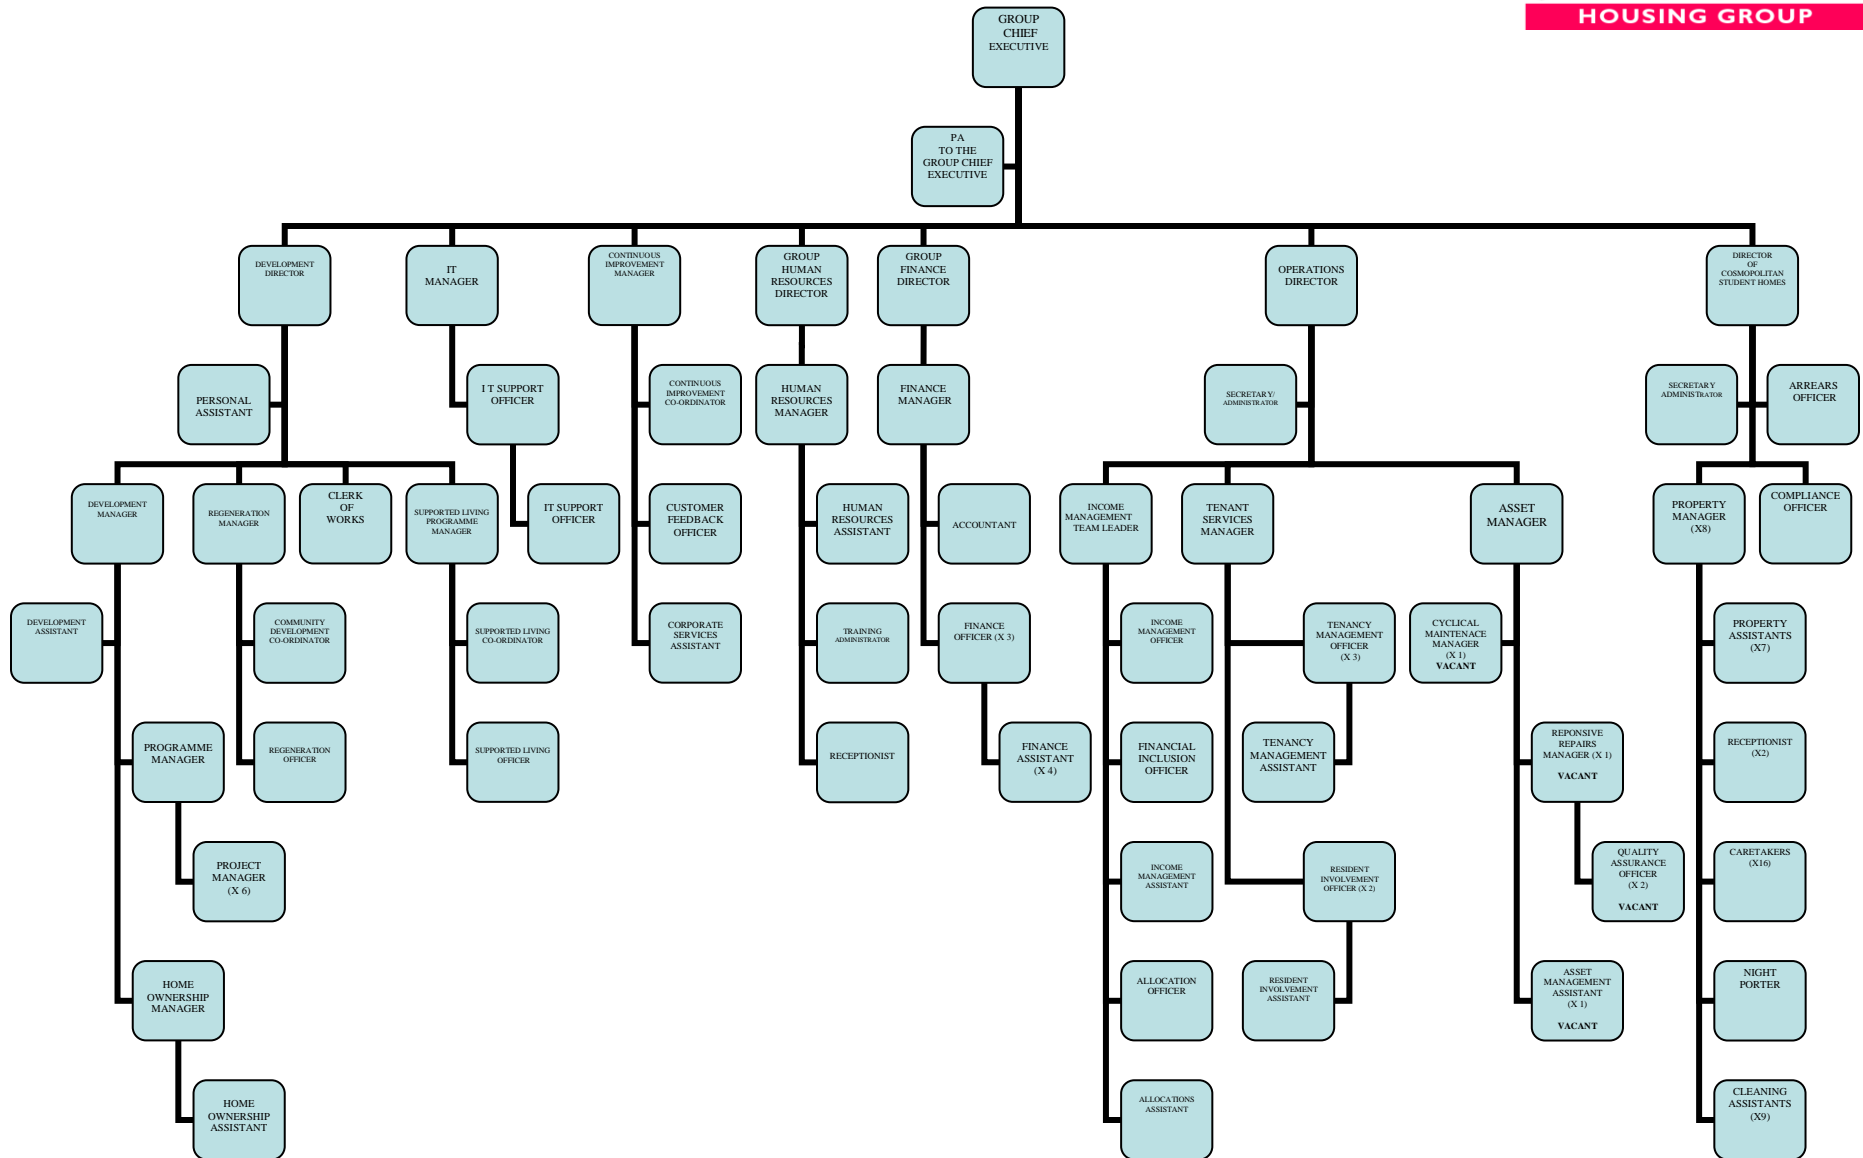 HOUSING GROUP
GROUP
CHIEF
EXECUTIVE
PA
TO THE
GROUP CHIEF
EXECUTIVE
DEVELOPMENT
DIRECTOR
IT
MANAGER
CONTINUOUS
IMPROVEMENT
MANAGER
GROUP
HUMAN
RESOURCES
DIRECTOR
GROUP
FINANCE
DIRECTOR
OPERATIONS
DIRECTOR
DIRECTOR
OF
COSMOPOLITAN
STUDENT HOMES
PERSONAL
ASSISTANT
I T SUPPORT
OFFICER
CONTINUOUS
IMPROVEMENT
CO-ORDINATOR
HUMAN
RESOURCES
MANAGER
FINANCE
MANAGER
SECRETARY/
ADMINISTRATOR
SECRETARY
ADMINISTRATOR
ARREARS
OFFICER
DEVELOPMENT
MANAGER
REGENERATION
MANAGER
CLERK
OF
WORKS
SUPPORTED LIVING
PROGRAMME
MANAGER
IT SUPPORT
OFFICER
CUSTOMER
FEEDBACK
OFFICER
HUMAN
RESOURCES
ASSISTANT
ACCOUNTANT
INCOME
MANAGEMENT
TEAM LEADER
TENANT
SERVICES
MANAGER
ASSET
MANAGER
PROPERTY
MANAGER
(X8)
COMPLIANCE
OFFICER
DEVELOPMENT
ASSISTANT
COMMUNITY
DEVELOPMENT
CO-ORDINATOR
SUPPORTED LIVING
CO-ORDINATOR
CORPORATE
SERVICES
ASSISTANT
TRAINING
ADMINISTRATOR
FINANCE
OFFICER (X 3)
INCOME
MANAGEMENT
OFFICER
TENANCY
MANAGEMENT
OFFICER
(X 3)
CYCLICAL
MAINTENACE
MANAGER
(X 1)
VACANT
PROPERTY
ASSISTANTS
(X7)
PROGRAMME
MANAGER
REGENERATION
OFFICER
SUPPORTED LIVING
OFFICER
RECEPTIONIST
FINANCE
ASSISTANT
(X 4)
FINANCIAL
INCLUSION
OFFICER
TENANCY
MANAGEMENT
ASSISTANT
REPONSIVE
REPAIRS
MANAGER (X 1)
VACANT
RECEPTIONIST
(X2)
PROJECT
MANAGER
(X 6)
INCOME
MANAGEMENT
ASSISTANT
RESIDENT
INVOLVEMENT
OFFICER (X 2)
QUALITY
ASSURANCE
OFFICER
(X 2)
VACANT
CARETAKERS
(X16)
HOME
OWNERSHIP
MANAGER
ALLOCATION
OFFICER
RESIDENT
INVOLVEMENT
ASSISTANT
ASSET
MANAGEMENT
ASSISTANT
(X 1)
VACANT
NIGHT
PORTER
HOME
OWNERSHIP
ASSISTANT
ALLOCATIONS
ASSISTANT
CLEANING
ASSISTANTS
(X9)